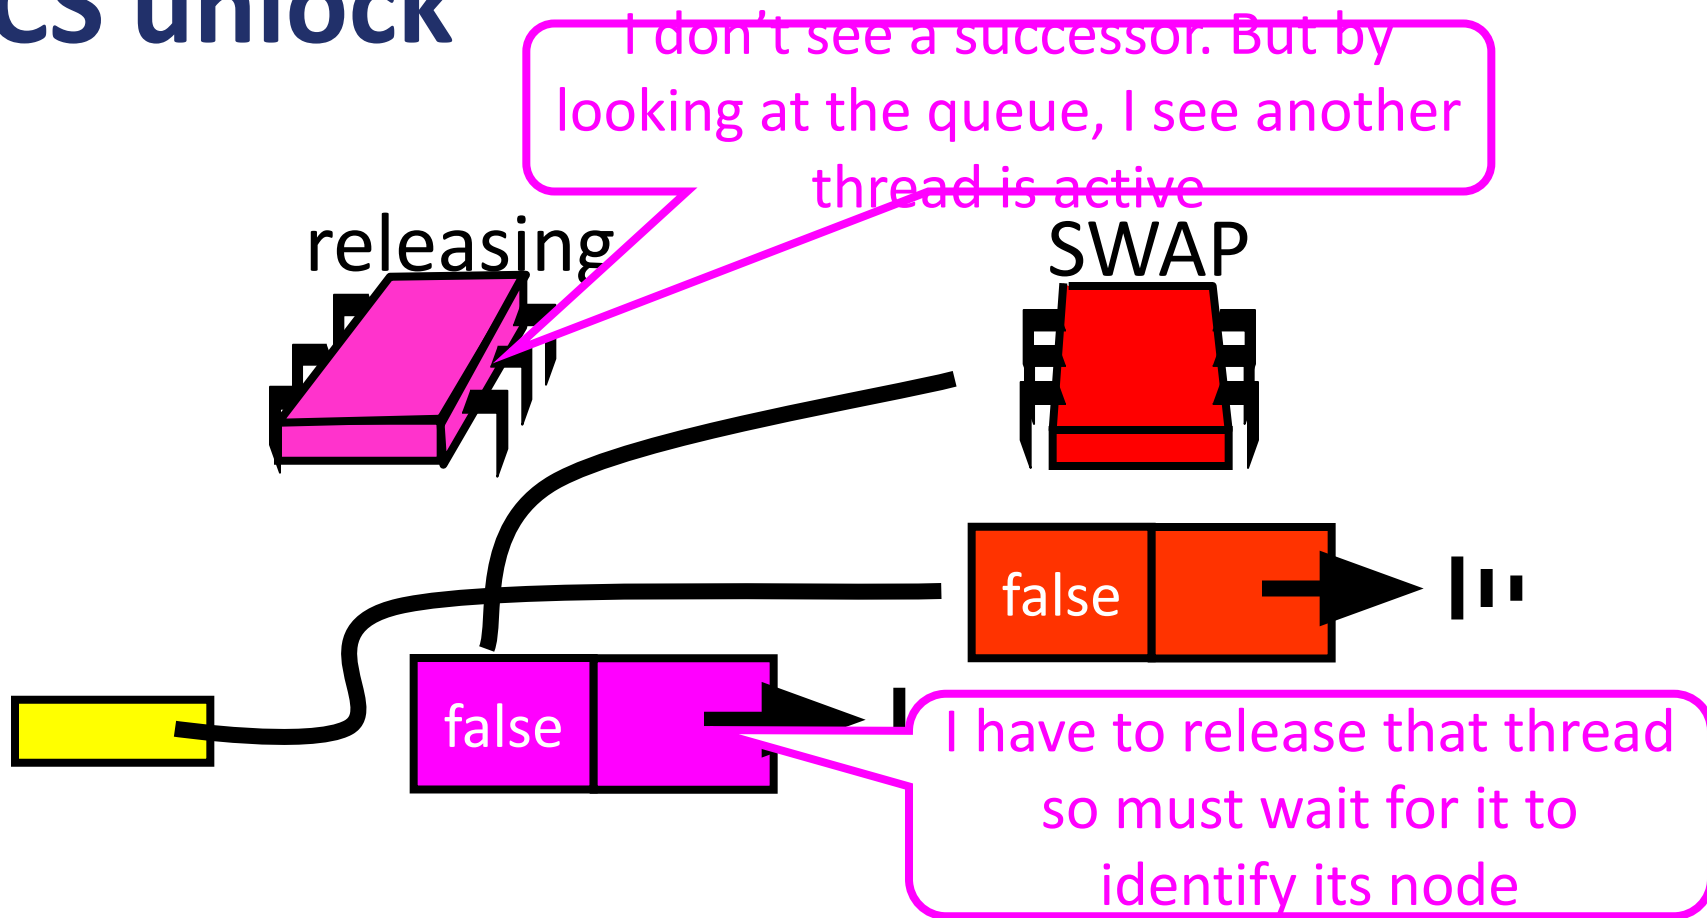 CS unlock
I don't see a successor. But by
looking at the queue, I see another
thread is active
releasing
SWAP
false
false
I have to release that thread
so must wait for it to
identify its node